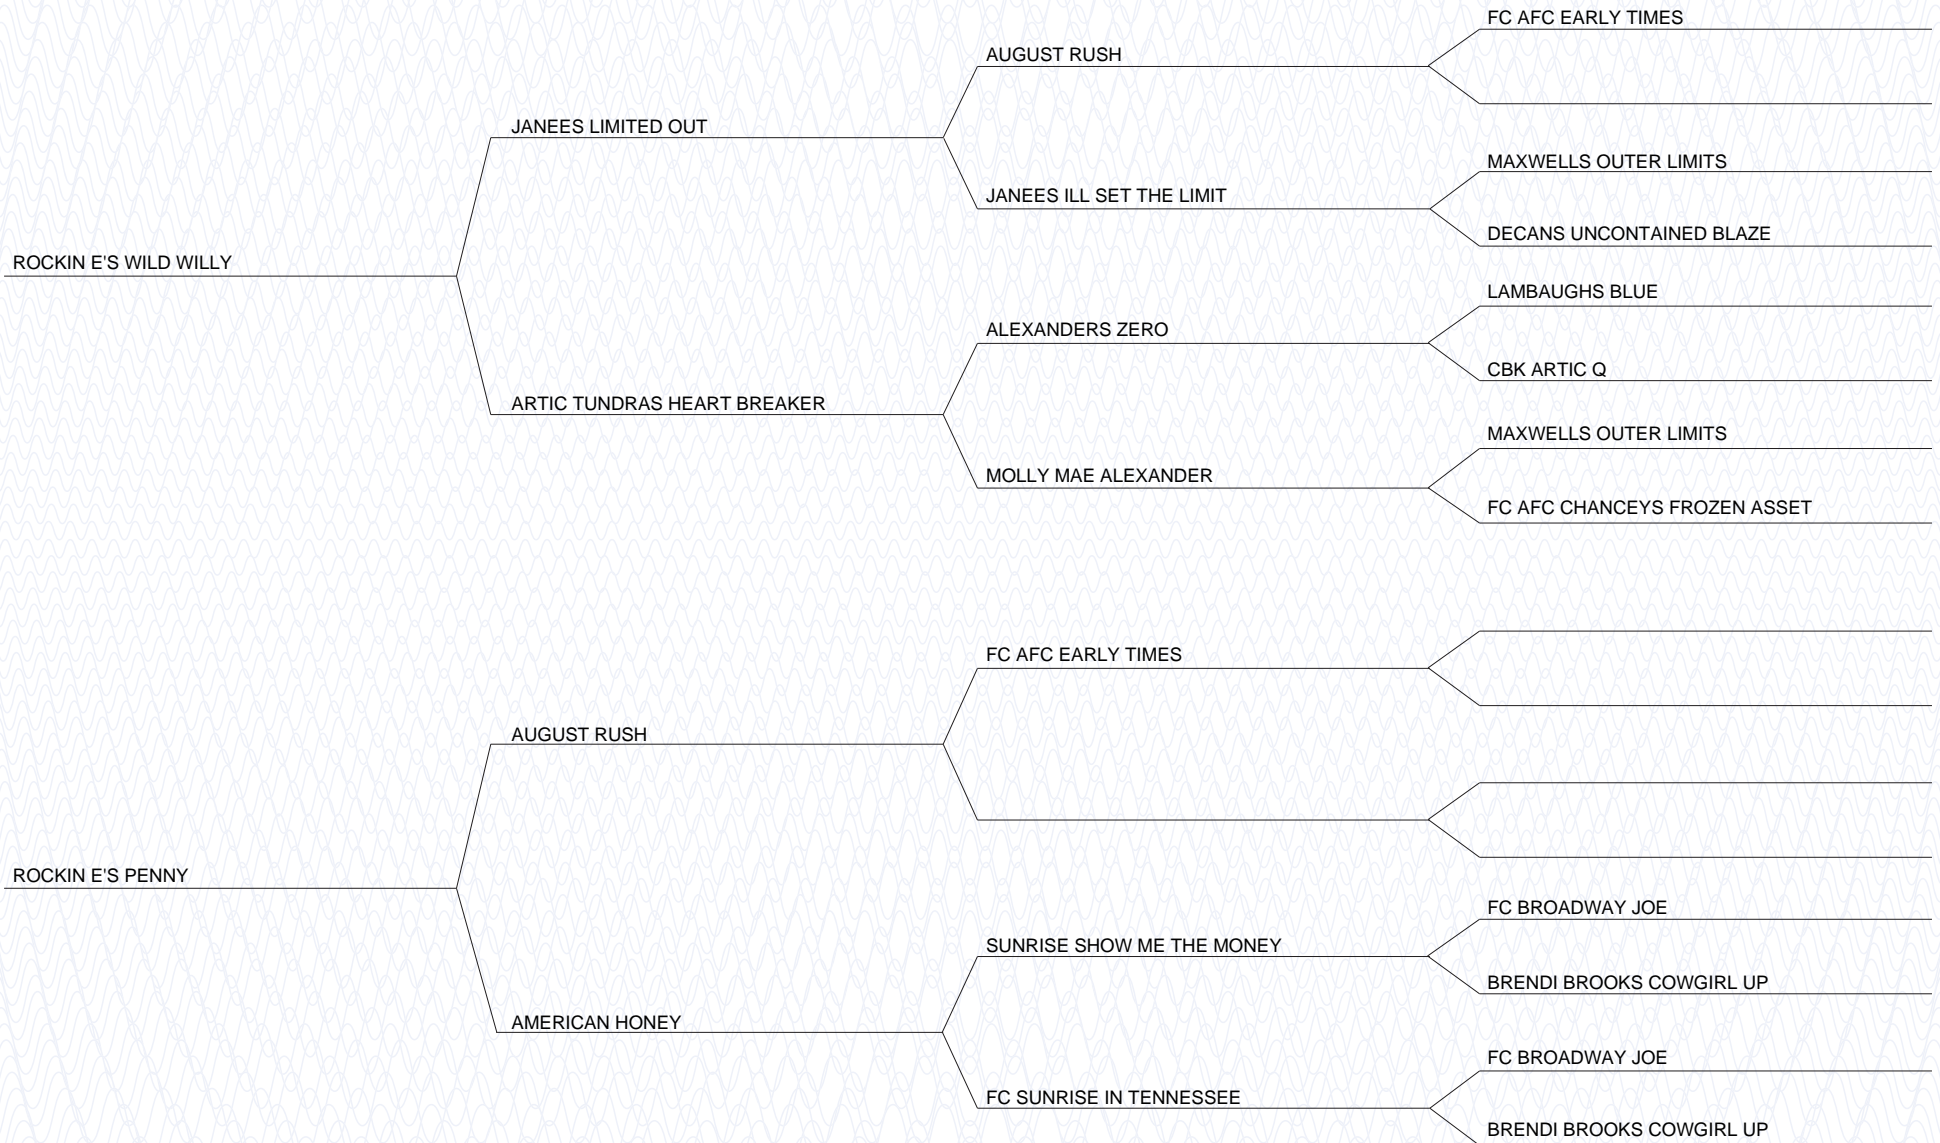 FC AFC EARLY TIMES
AUGUST RUSH
JANEES LIMITED OUT
MAXWELLS OUTER LIMITS
JANEES ILL SET THE LIMIT
DECANS UNCONTAINED BLAZE
ROCKIN E'S WILD WILLY
LAMBAUGHS BLUE
ALEXANDERS ZERO
CBK ARTIC Q
ARTIC TUNDRAS HEART BREAKER
MAXWELLS OUTER LIMITS
MOLLY MAE ALEXANDER
FC AFC CHANCEYS FROZEN ASSET
FC AFC EARLY TIMES
AUGUST RUSH
ROCKIN E'S PENNY
FC BROADWAY JOE
SUNRISE SHOW ME THE MONEY
BRENDI BROOKS COWGIRL UP
AMERICAN HONEY
FC BROADWAY JOE
FC SUNRISE IN TENNESSEE
BRENDI BROOKS COWGIRL UP